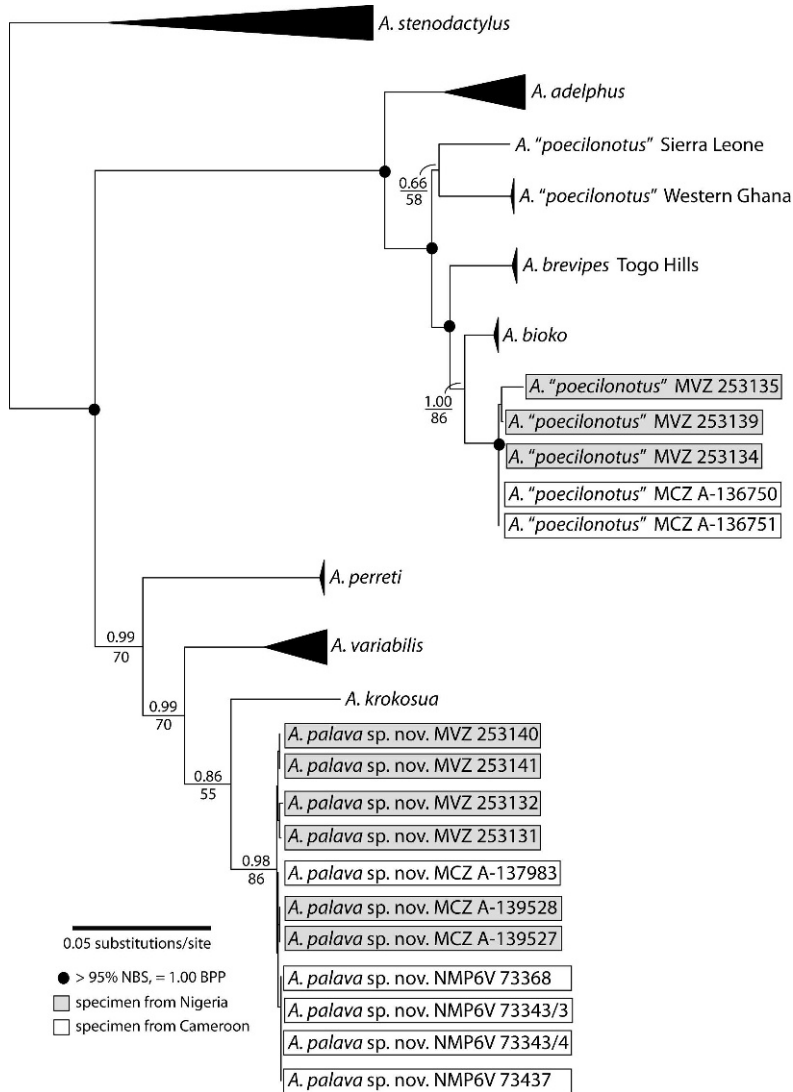 A. stenodactylus
A. adelphus
A. “poecilonotus” Sierra Leone
0.66
58
A. “poecilonotus” Western Ghana
A. brevipes Togo Hills
A. bioko
A. “poecilonotus” MVZ 253135
1.00
86
A. “poecilonotus” MVZ 253139
A. “poecilonotus” MVZ 253134
A. “poecilonotus” MCZ A-136750
A. “poecilonotus” MCZ A-136751
A. perreti
0.99
70
A. variabilis
0.99
70
A. krokosua
A. palava sp. nov. MVZ 253140
A. palava sp. nov. MVZ 253141
0.86
55
A. palava sp. nov. MVZ 253132
A. palava sp. nov. MVZ 253131
0.98
86
A. palava sp. nov. MCZ A-137983
A. palava sp. nov. MCZ A-139528
A. palava sp. nov. MCZ A-139527
A. palava sp. nov. NMP6V 73368
A. palava sp. nov. NMP6V 73343/3
A. palava sp. nov. NMP6V 73343/4
A. palava sp. nov. NMP6V 73437
0.05 substitutions/site
> 95% NBS, = 1.00 BPP
specimen from Nigeria
specimen from Cameroon